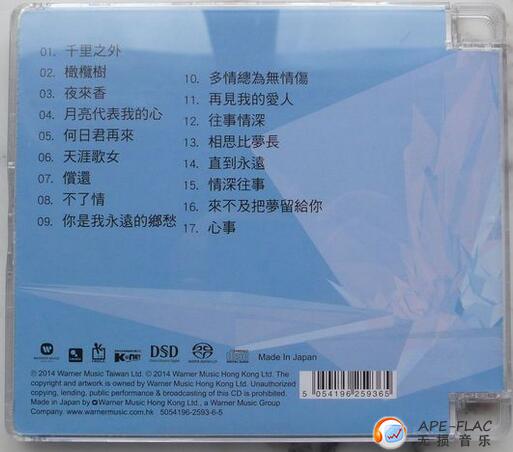 01. 千里之外
02. 橄欖樹
03. 夜來香
04. 月亮代表我的心
05. 何日君再來
06. 天涯歌女
07. 償還
08. 不了情
09. 你是我永遠的鄉愁
10. 多情總為無情傷
11. 再見我的愛人
12. 往事情深
13. 相思比夢長
14. 直到永遠
15. 情深往事
16. 來不及把夢留給你
17. 心事
DSD
Made In Japan
℗ 2014 Warner Music Taiwan Ltd. © 2014 Warner Music Hong Kong Ltd. The
copyright and artwork is owned by Warner Music Hong Kong Ltd. Unauthorized
copying, lending, public performance & broadcasting of this CD is prohibited.
Made in Japan by Warner Music Hong Kong Ltd., a Warner Music Group
Company. www.warnermusic.com.hk 5054196-2593-6-5
5 054196 259365
APE-FLAC
无损音乐